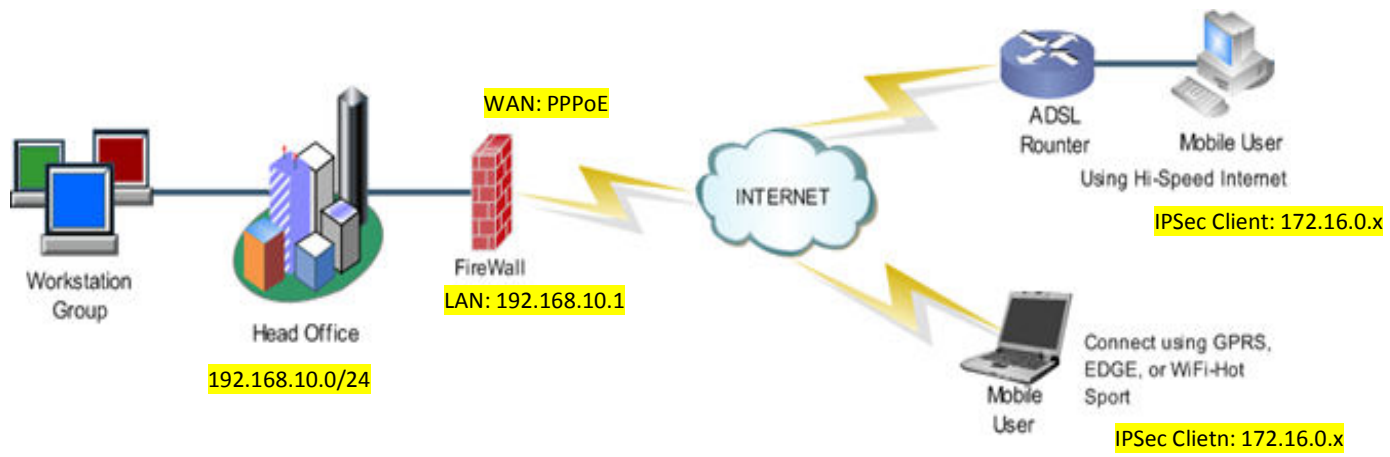 WAN: PPPoE
Workstation
Group
Head Office
192.168.10.0/24
FireWall
LAN: 192.168.10.1
INTERNET
ADSL
Rounter
Mobile User
Using Hi-Speed Internet
IPSec Client: 172.16.0.x
Mobile
User
Connect using GPRS,
EDGE, or WiFi-Hot
Sport
IPSec Clietn: 172.16.0.x